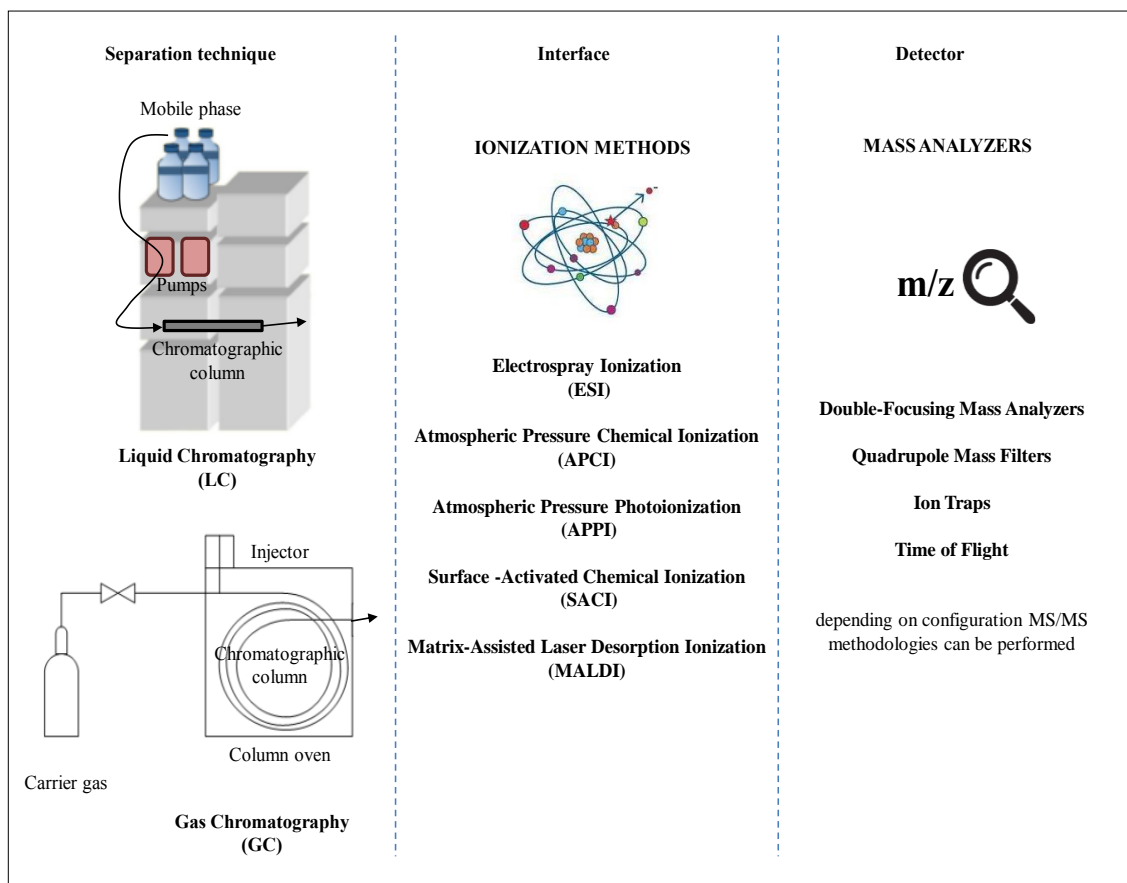 Separation technique
Mobile phase
Pumps
Chromatographic
column
Liquid Chromatography
(LC)
Injector
Chromatographic
column
Column oven
Carrier gas
Gas Chromatography
(GC)
Interface
IONIZATION METHODS
Electrospray Ionization
(ESI)
Atmospheric Pressure Chemical Ionization
(APCI)
Atmospheric Pressure Photoionization
(APPI)
Surface -Activated Chemical Ionization
(SACI)
Matrix-Assisted Laser Desorption Ionization
(MALDI)
Detector
MASS ANALYZERS
m/z
Double-Focusing Mass Analyzers
Quadrupole Mass Filters
Ion Traps
Time of Flight
depending on configuration MS/MS
methodologies can be performed